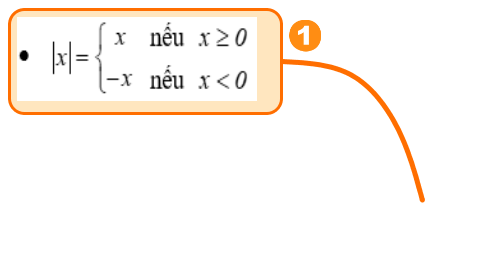 x nếu x ≥ 0
• |x| = {
−x nếu x < 0
1